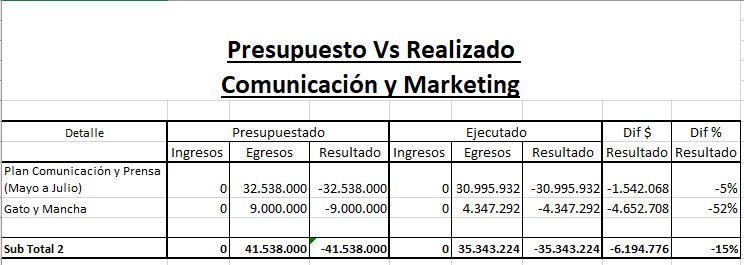 Presupuesto Vs Realizado
Comunicación y Marketing
Detalle Presupuestado Ejecutado Dif $ Dif %
Ingresos Egresos Resultado Ingresos Egresos Resultado Resultado Resultado
Plan Comunicación y Prensa
(Mayo a Julio) 0 32.538.000 -32.538.000 0 30.995.932 -30.995.932 -1.542.068 -5%
Gato y Mancha 0 9.000.000 -9.000.000 0 4.347.292 -4.347.292 -4.652.708 -52%
Sub Total 2 0 41.538.000 -41.538.000 0 35.343.224 -35.343.224 -6.194.776 -15%